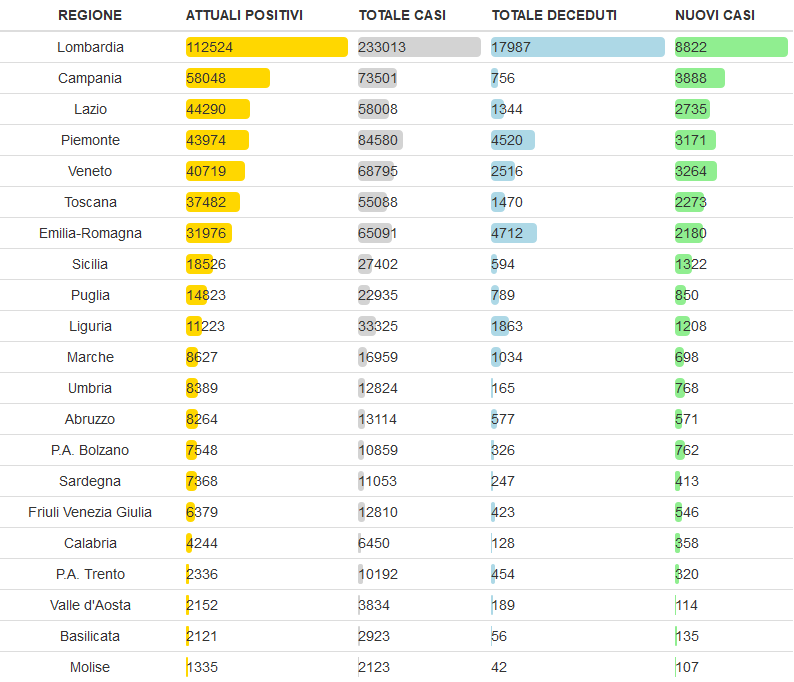 REGIONE ATTUALI POSITIVI TOTALE CASI TOTALE DECEDUTI NUOVI CASI
Lombardia 112524 233013 17987 8822
Campania 58048 73501 756 3888
Lazio 44290 58008 1344 2735
Piemonte 43974 84580 4520 3171
Veneto 40719 68795 2516 3264
Toscana 37482 55088 1470 2273
Emilia-Romagna 31976 65091 4712 2180
Sicilia 18526 27402 594 1322
Puglia 14823 22935 789 850
Liguria 11223 33325 1863 1208
Marche 8627 16959 1034 698
Umbria 8389 12824 165 768
Abruzzo 8264 13114 577 571
P.A. Bolzano 7548 10859 326 762
Sardegna 7368 11053 247 413
Friuli Venezia Giulia 6379 12810 423 546
Calabria 4244 6450 128 358
P.A. Trento 2336 10192 454 320
Valle d'Aosta 2152 3834 189 114
Basilicata 2121 2923 56 135
Molise 1335 2123 42 107